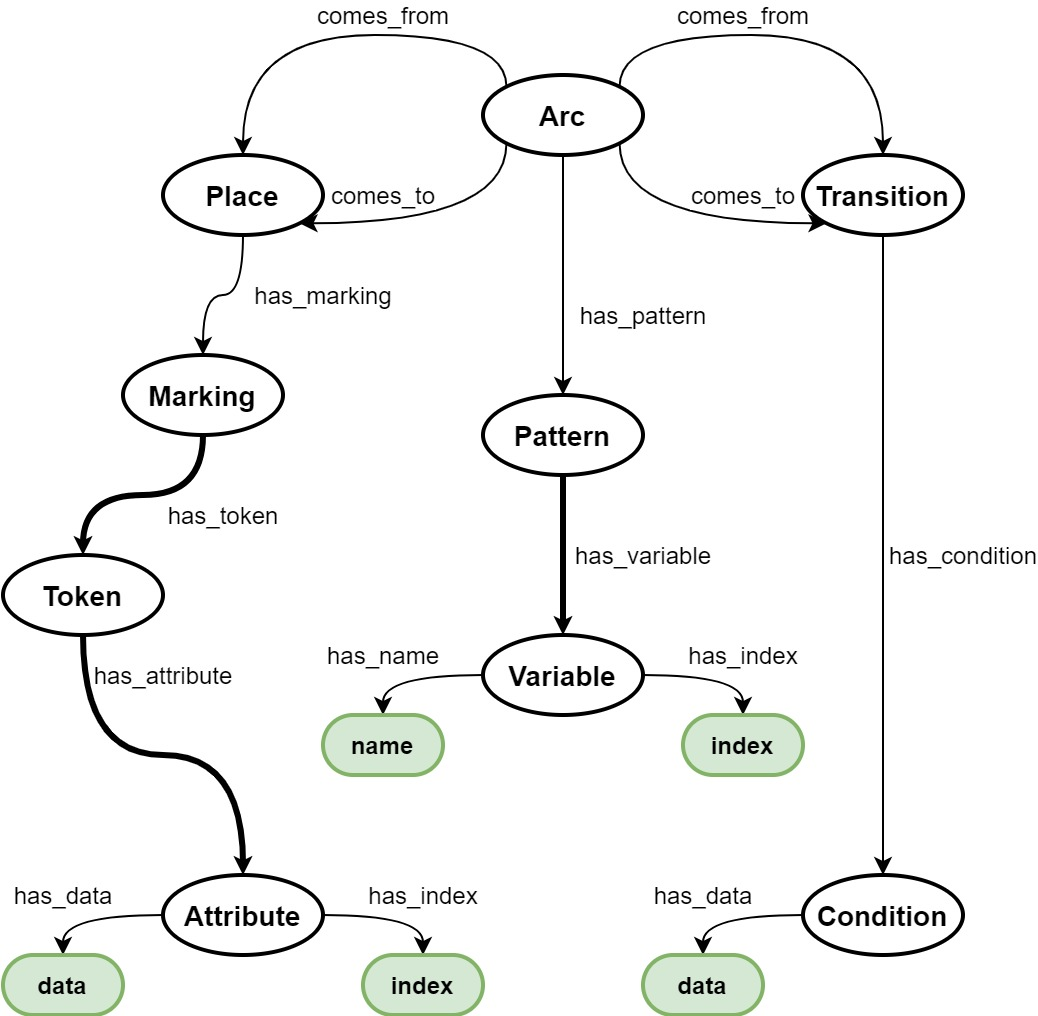 comes_from
comes_from
Arc
Place
comes_to
comes_to
Transition
has_marking
has_pattern
Marking
Pattern
has_token
has_variable
has_condition
Token
has_name
has_index
has_attribute
Variable
name
index
has_data
has_index
has_data
Attribute
Condition
data
index
data